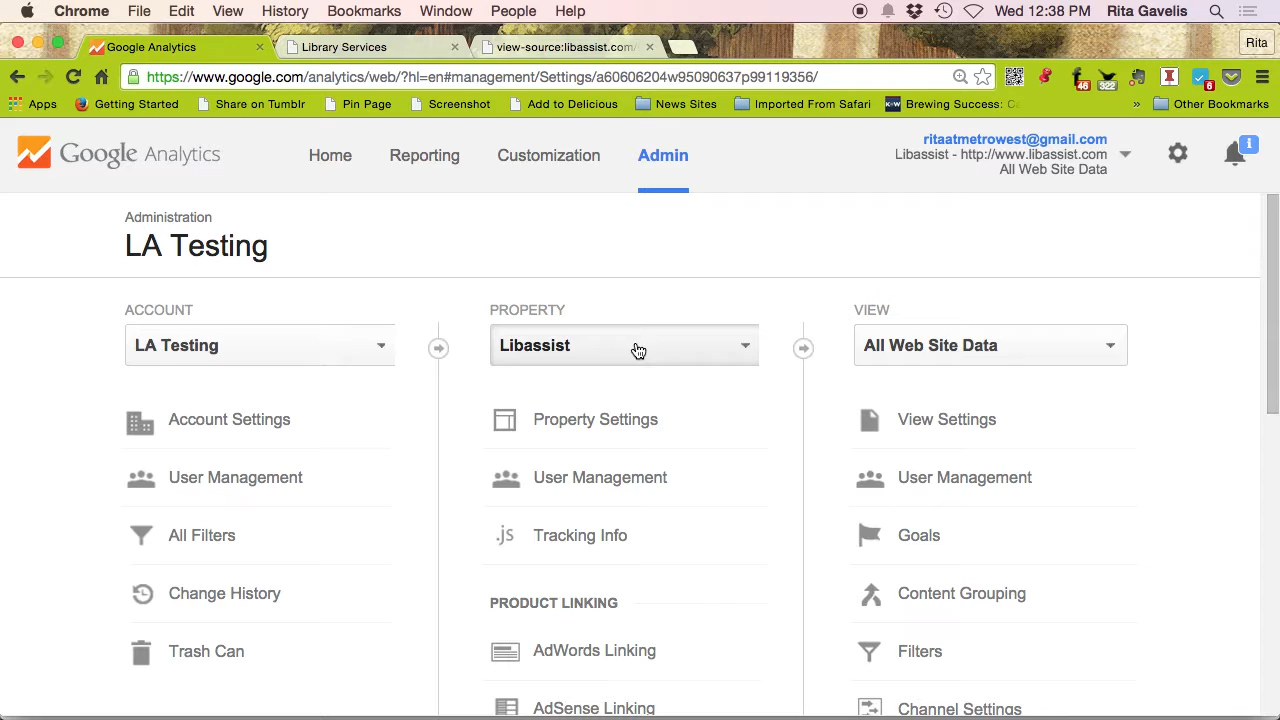 Chrome File Edit View History Bookmarks Window People Help Wed 12:38 PM Rita Gavelis
Google Analytics × Library Services × view-source:libassist.com/ × Rita
https://www.google.com/analytics/web/?hl=en#management/Settings/a60606204w95090637p99119356/ 46 322 6
Apps Getting Started Share on Tumblr Pin Page Screenshot Add to Delicious News Sites Imported From Safari Brewing Success: » Other Bookmarks
Google Analytics Home Reporting Customization Admin
ritaatmetrowest@gmail.com
Libassist - http://www.libassist.com
All Web Site Data
Administration
LA Testing
ACCOUNT
LA Testing
Account Settings
User Management
All Filters
Change History
Trash Can
PROPERTY
Libassist
Property Settings
User Management
.js Tracking Info
PRODUCT LINKING
AdWords Linking
AdSense Linking
VIEW
All Web Site Data
View Settings
User Management
Goals
Content Grouping
Filters
Channel Settings